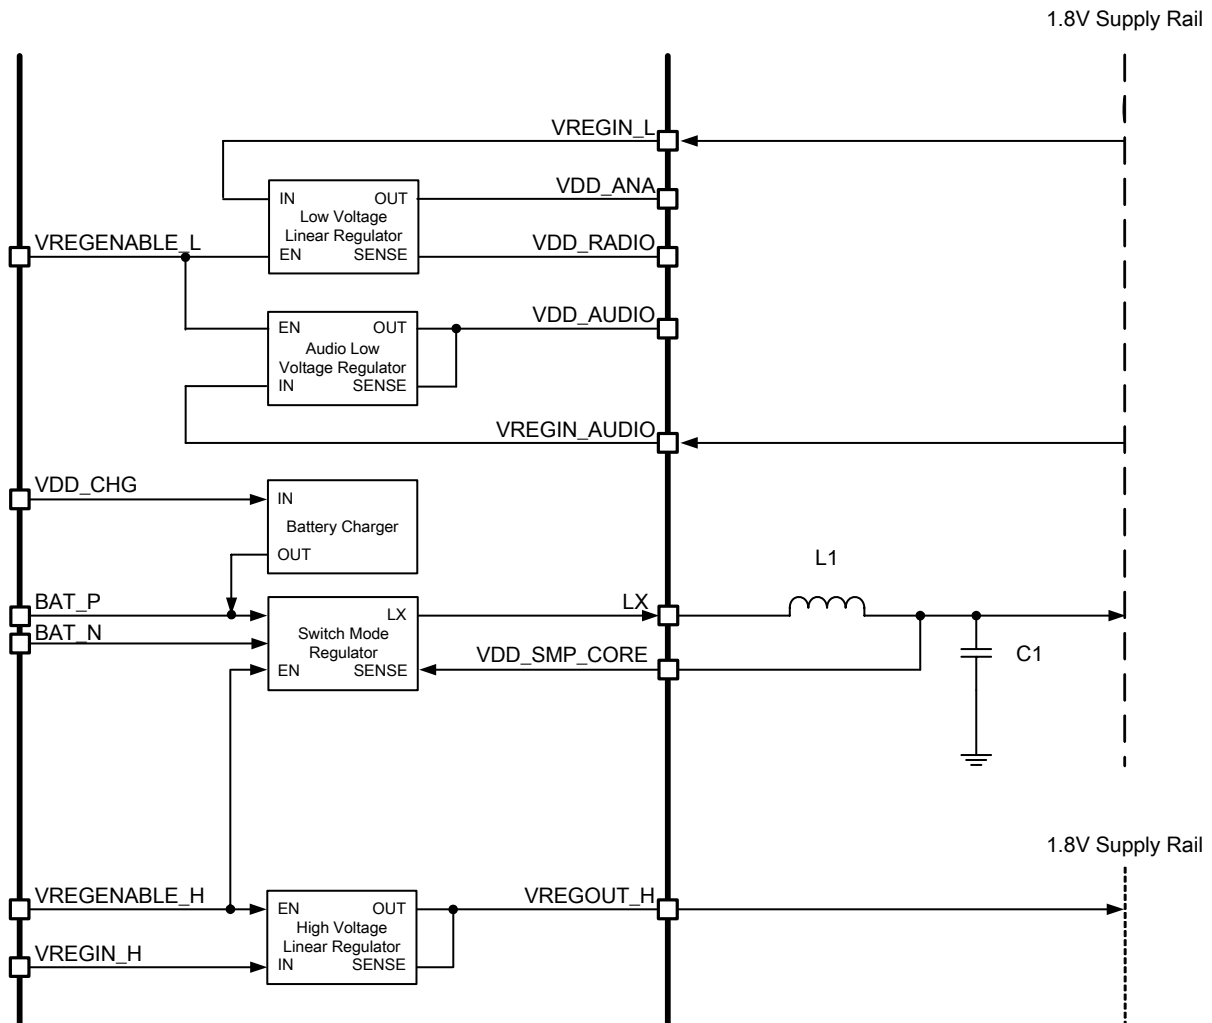 1.8V Supply Rail
VREGIN_L
VDD_ANA
IN OUT
Low Voltage
Linear Regulator
EN SENSE
VREGENABLE_L
VDD_RADIO
VDD_AUDIO
EN OUT
Audio Low
Voltage Regulator
IN SENSE
VREGIN_AUDIO
VDD_CHG
IN
Battery Charger
OUT
L1
BAT_P
LX
LX
BAT_N
Switch Mode
Regulator
EN SENSE
VDD_SMP_CORE
C1
1.8V Supply Rail
VREGENABLE_H
EN OUT
High Voltage
Linear Regulator
IN SENSE
VREGOUT_H
VREGIN_H